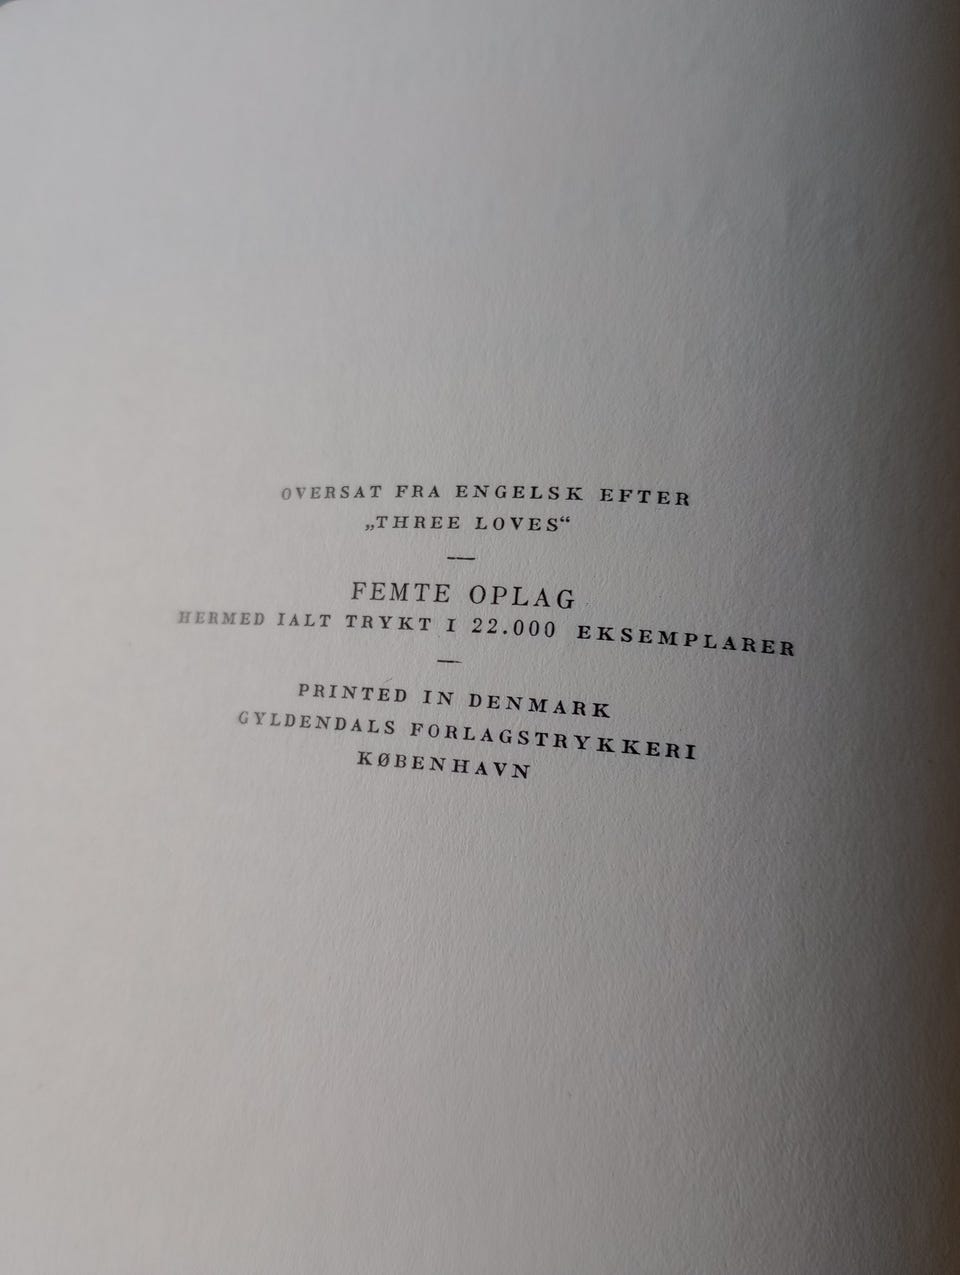 OVERSAT FRA ENGELSK EFTER
„THREE LOVES“
—
FEMTE OPLAG
HERMED IALT TRYKT I 22.000 EKSEMPLARER
—
PRINTED IN DENMARK
GYLDENDALS FORLAGSTRYKKERI
KØBENHAVN